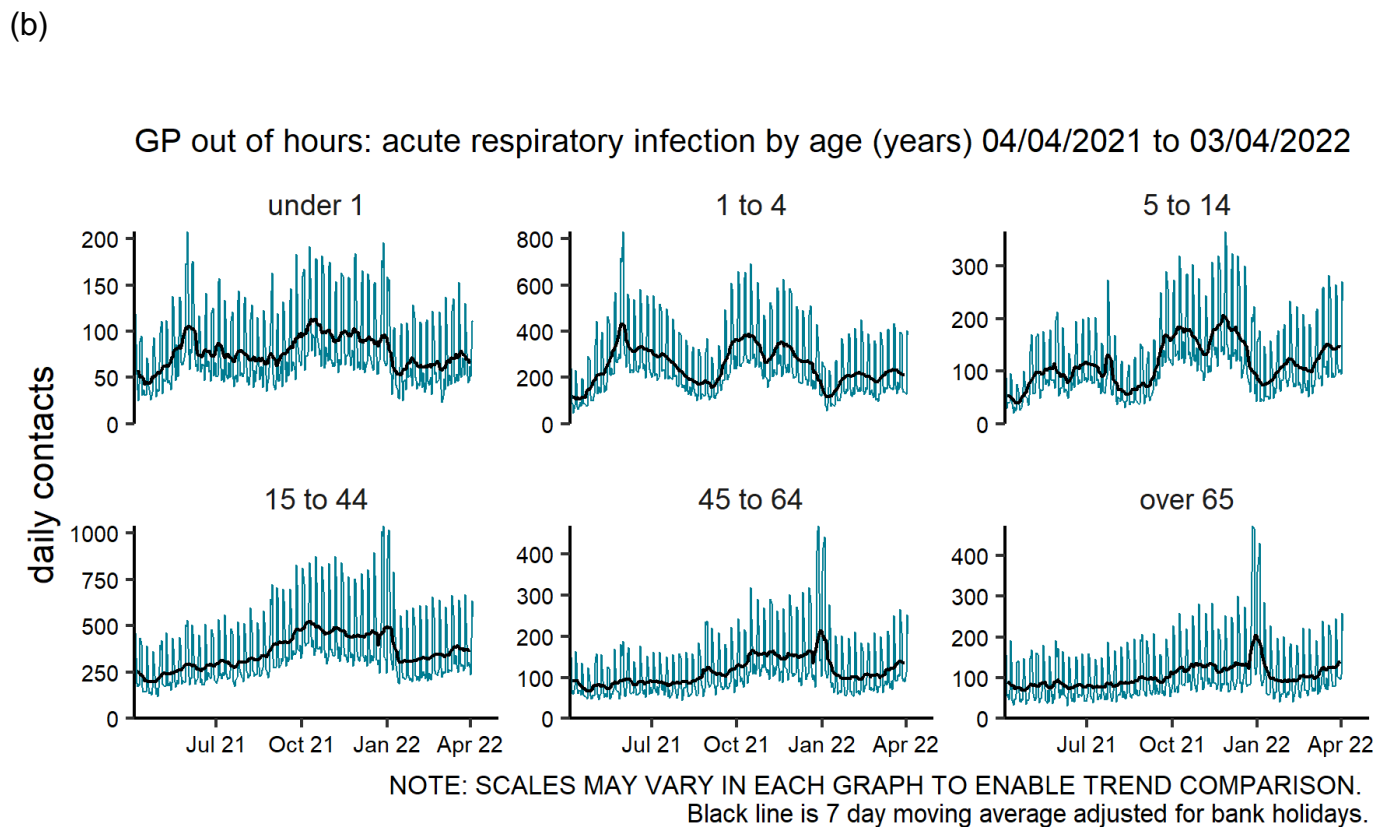 (b)
GP out of hours: acute respiratory infection by age (years) 04/04/2021 to 03/04/2022
daily contacts
under 1
200
150
100
50
0
1 to 4
800
600
400
200
0
5 to 14
300
200
100
0
15 to 44
1000
750
500
250
0
Jul 21 Oct 21 Jan 22 Apr 22
45 to 64
400
300
200
100
0
Jul 21 Oct 21 Jan 22 Apr 22
over 65
400
300
200
100
0
Jul 21 Oct 21 Jan 22 Apr 22
NOTE: SCALES MAY VARY IN EACH GRAPH TO ENABLE TREND COMPARISON.
Black line is 7 day moving average adjusted for bank holidays.